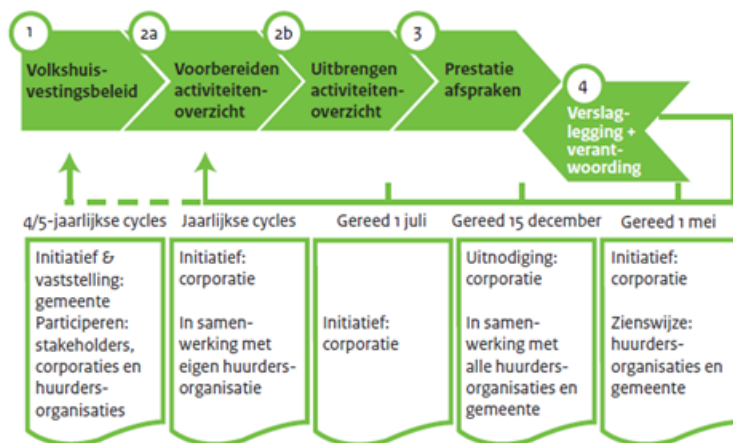 1
Volkshuis-
vestingsbeleid
2a
Voorbereiden
activiteiten-
overzicht
2b
Uitbrengen
activiteiten-
overzicht
3
Prestatie
afspraken
4
Verslag-
legging +
verant-
woording
4/5-jaarlijkse cycles
Jaarlijkse cycles
Gereed 1 juli
Gereed 15 december
Gereed 1 mei
Initiatief &
vaststelling:
gemeente
Participeren:
stakeholders,
corporaties en
huurders-
organisaties
Initiatief:
corporatie
In samen-
werking met
eigen huurders-
organisatie
Initiatief:
corporatie
Uitnodiging:
corporatie
In samen-
werking met
alle huurders-
organisaties en
gemeente
Initiatief:
corporatie
Zienswijze:
huurders-
organisaties en
gemeente